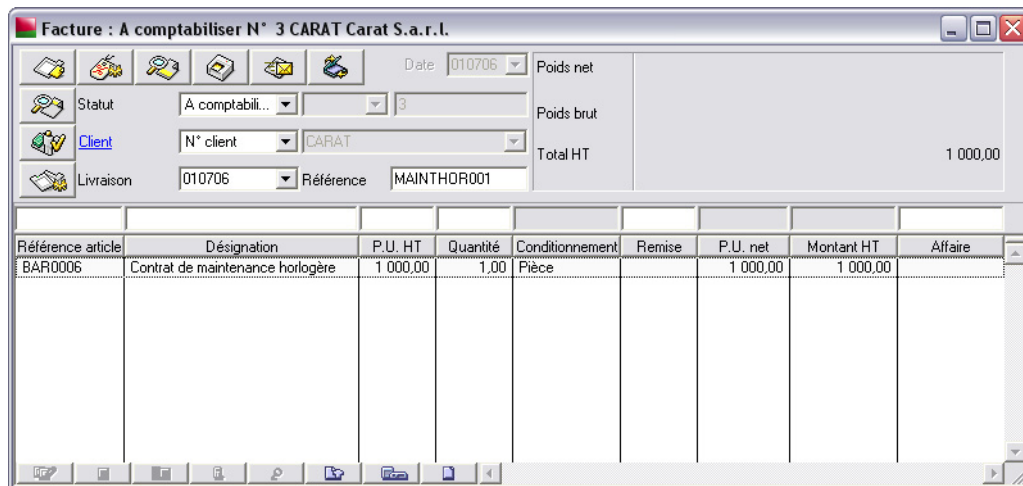 Facture : A comptabiliser N° 3 CARAT Carat S.a.r.l.
Date 010706 Poids net
Statut A comptabili... 3 Poids brut
Client N° client CARAT Total HT 1 000,00
Livraison 010706 Référence MAINTHOR001
Référence article Désignation P.U. HT Quantité Conditionnement Remise P.U. net Montant HT Affaire
BAR0006 Contrat de maintenance horlogère 1 000,00 1,00 Pièce 1 000,00 1 000,00